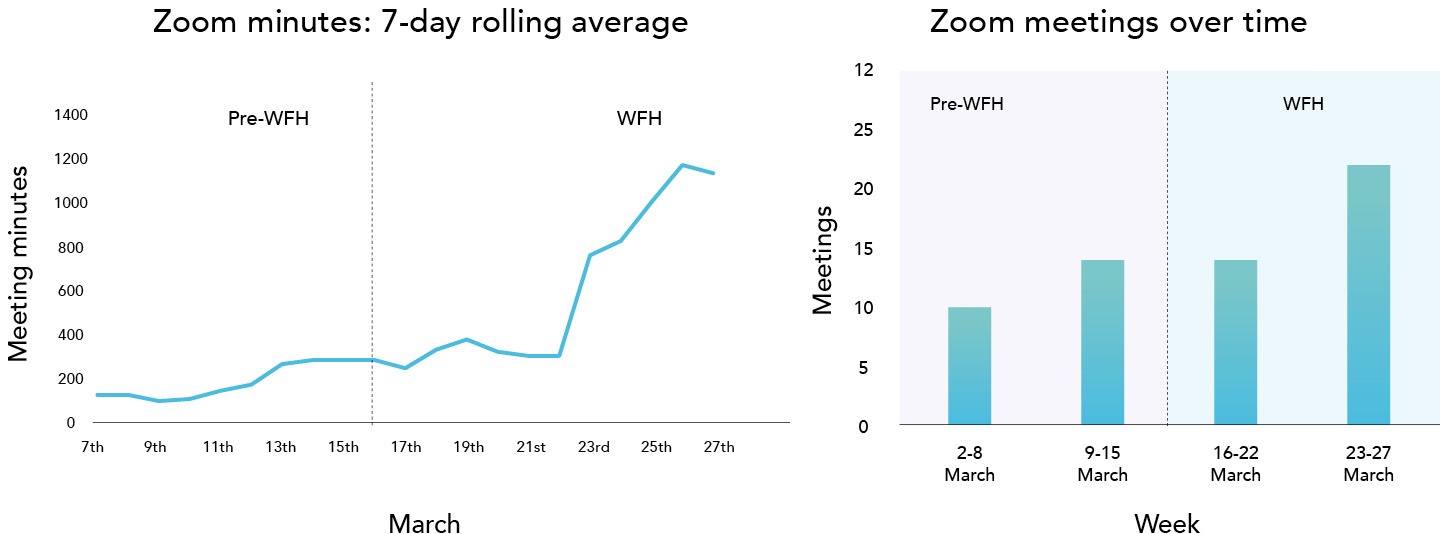 Zoom minutes: 7-day rolling average
Pre-WFH
WFH
Meeting minutes
1400
1200
1000
800
600
400
200
0
7th 9th 11th 13th 15th 17th 19th 21st 23rd 25th 27th
March
Zoom meetings over time
Pre-WFH
WFH
Meetings
12
25
20
15
10
5
0
2-8 9-15 16-22 23-27
March March March March
Week